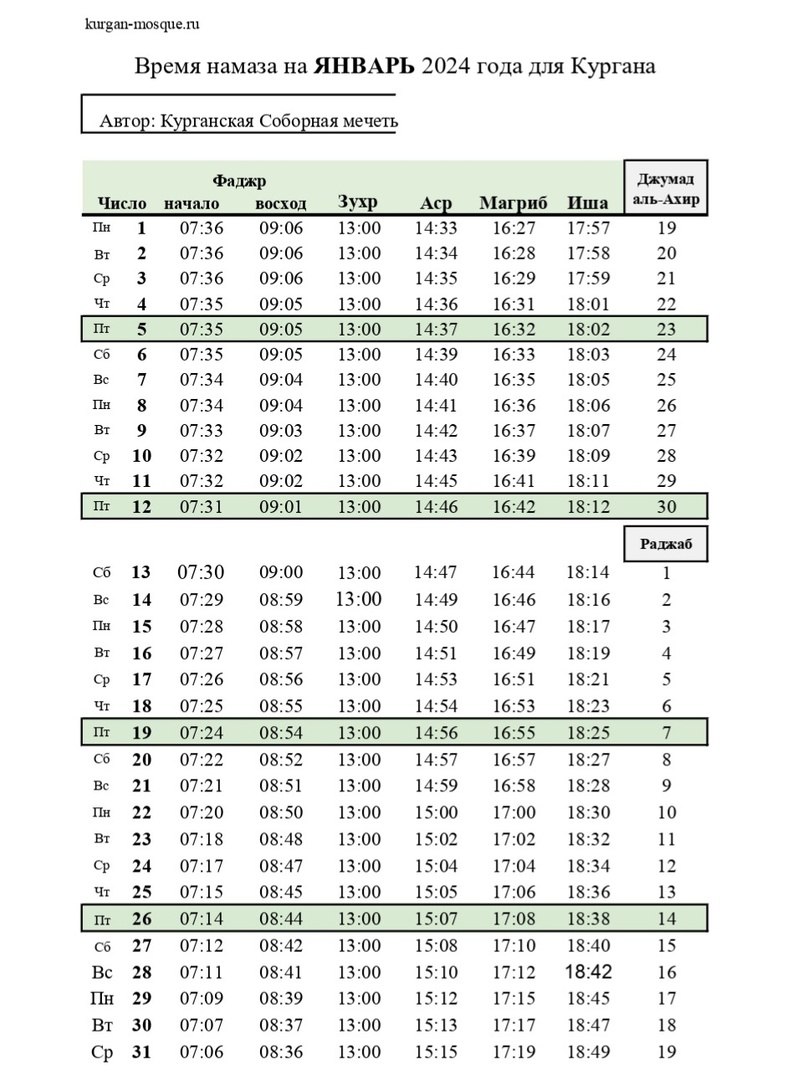 kurgan-mosque.ru
Время намаза на ЯНВАРЬ 2024 года для Кургана
Автор: Курганская Соборная мечеть
Фаджр Джумад
Число начало восход Зухр Аср Магриб Иша аль-Ахир
Пн 1 07:36 09:06 13:00 14:33 16:27 17:57 19
Вт 2 07:36 09:06 13:00 14:34 16:28 17:58 20
Ср 3 07:36 09:06 13:00 14:35 16:29 17:59 21
Чт 4 07:35 09:05 13:00 14:36 16:31 18:01 22
Пт 5 07:35 09:05 13:00 14:37 16:32 18:02 23
Сб 6 07:35 09:05 13:00 14:39 16:33 18:03 24
Вс 7 07:34 09:04 13:00 14:40 16:35 18:05 25
Пн 8 07:34 09:04 13:00 14:41 16:36 18:06 26
Вт 9 07:33 09:03 13:00 14:42 16:37 18:07 27
Ср 10 07:32 09:02 13:00 14:43 16:39 18:09 28
Чт 11 07:32 09:02 13:00 14:45 16:41 18:11 29
Пт 12 07:31 09:01 13:00 14:46 16:42 18:12 30
Раджаб
Сб 13 07:30 09:00 13:00 14:47 16:44 18:14 1
Вс 14 07:29 08:59 13:00 14:49 16:46 18:16 2
Пн 15 07:28 08:58 13:00 14:50 16:47 18:17 3
Вт 16 07:27 08:57 13:00 14:51 16:49 18:19 4
Ср 17 07:26 08:56 13:00 14:53 16:51 18:21 5
Чт 18 07:25 08:55 13:00 14:54 16:53 18:23 6
Пт 19 07:24 08:54 13:00 14:56 16:55 18:25 7
Сб 20 07:22 08:52 13:00 14:57 16:57 18:27 8
Вс 21 07:21 08:51 13:00 14:59 16:58 18:28 9
Пн 22 07:20 08:50 13:00 15:00 17:00 18:30 10
Вт 23 07:18 08:48 13:00 15:02 17:02 18:32 11
Ср 24 07:17 08:47 13:00 15:04 17:04 18:34 12
Чт 25 07:15 08:45 13:00 15:05 17:06 18:36 13
Пт 26 07:14 08:44 13:00 15:07 17:08 18:38 14
Сб 27 07:12 08:42 13:00 15:08 17:10 18:40 15
Вс 28 07:11 08:41 13:00 15:10 17:12 18:42 16
Пн 29 07:09 08:39 13:00 15:12 17:15 18:45 17
Вт 30 07:07 08:37 13:00 15:13 17:17 18:47 18
Ср 31 07:06 08:36 13:00 15:15 17:19 18:49 19